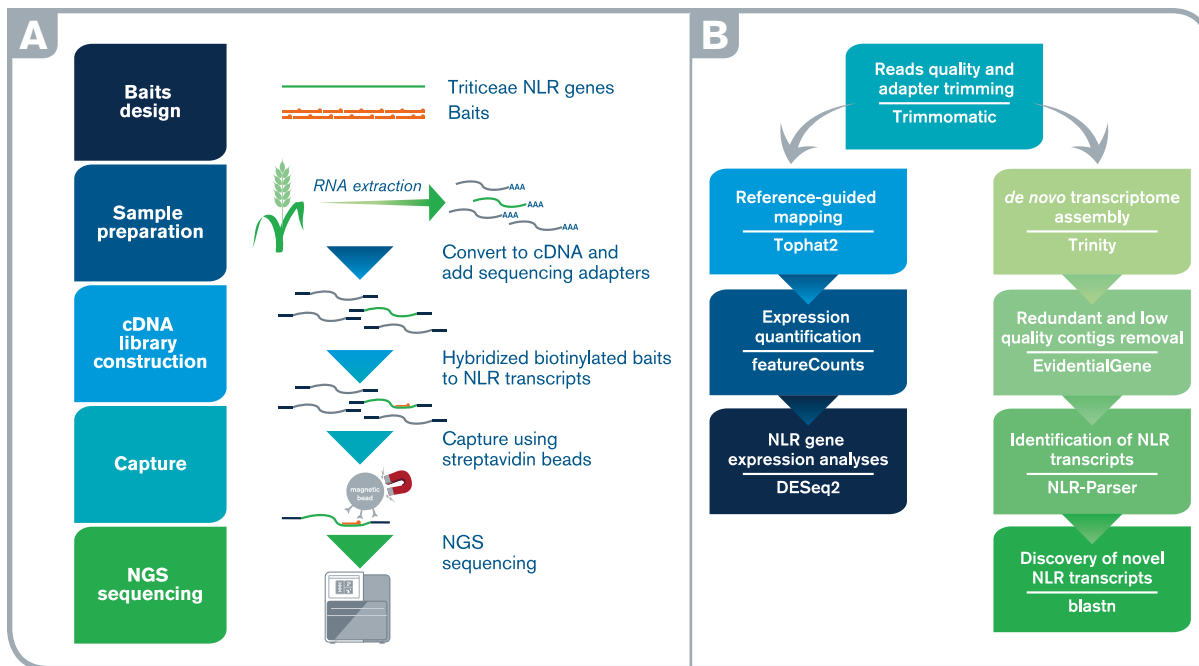 A
Baits
design
Triticeae NLR genes
Baits
Sample
preparation
RNA extraction
AAA
AAA
AAA
AAA
Convert to cDNA and
add sequencing adapters
cDNA
library
construction
Hybridized biotinylated baits
to NLR transcripts
Capture
Capture using
streptavidin beads
magnetic
bead
NGS
sequencing
NGS
sequencing
B
Reads quality and
adapter trimming
Trimmomatic
Reference-guided
mapping
Tophat2
Expression
quantification
featureCounts
NLR gene
expression analyses
DESeq2
de novo transcriptome
assembly
Trinity
Redundant and low
quality contigs removal
EvidentialGene
Identification of NLR
transcripts
NLR-Parser
Discovery of novel
NLR transcripts
blastn